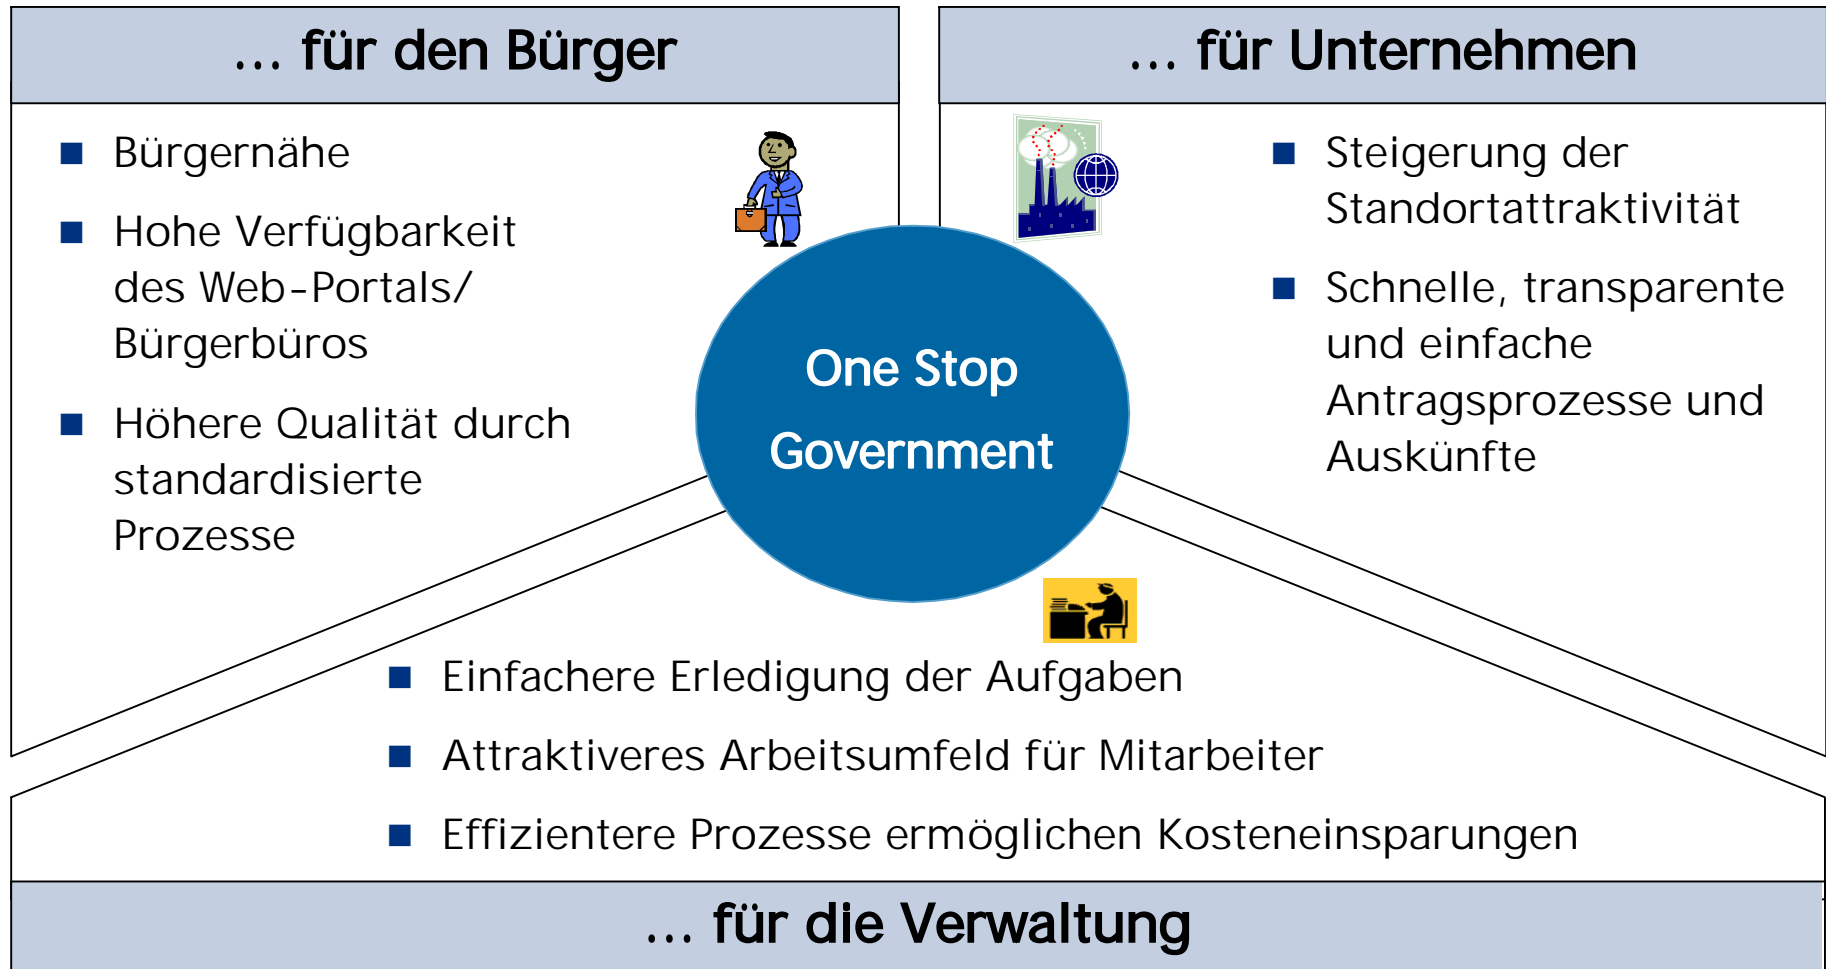 ... für den Bürger
■ Bürgernähe
■ Hohe Verfügbarkeit
des Web-Portals/
Bürgerbüros
■ Höhere Qualität durch
standardisierte
Prozesse
... für Unternehmen
■ Steigerung der
Standortattraktivität
■ Schnelle, transparente
und einfache
Antragsprozesse und
Auskünfte
One Stop
Government
■ Einfachere Erledigung der Aufgaben
■ Attraktiveres Arbeitsumfeld für Mitarbeiter
■ Effizientere Prozesse ermöglichen Kosteneinsparungen
... für die Verwaltung